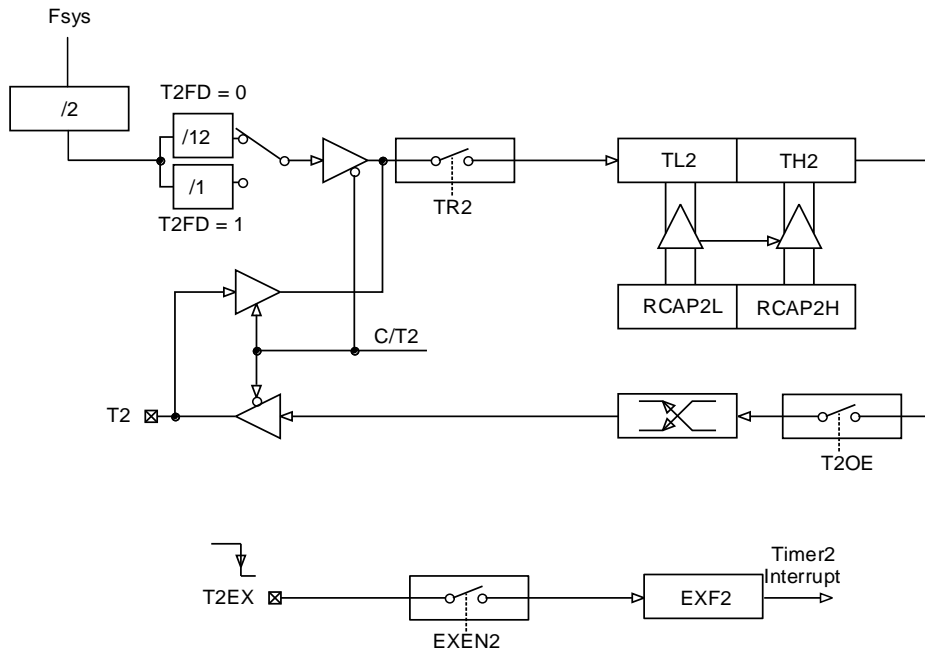 Fsys
/2
T2FD = 0
/12
/1
T2FD = 1
TR2
TL2
TH2
RCAP2L
RCAP2H
C/T2
T2
T2OE
T2EX
EXEN2
EXF2
Timer2
Interrupt